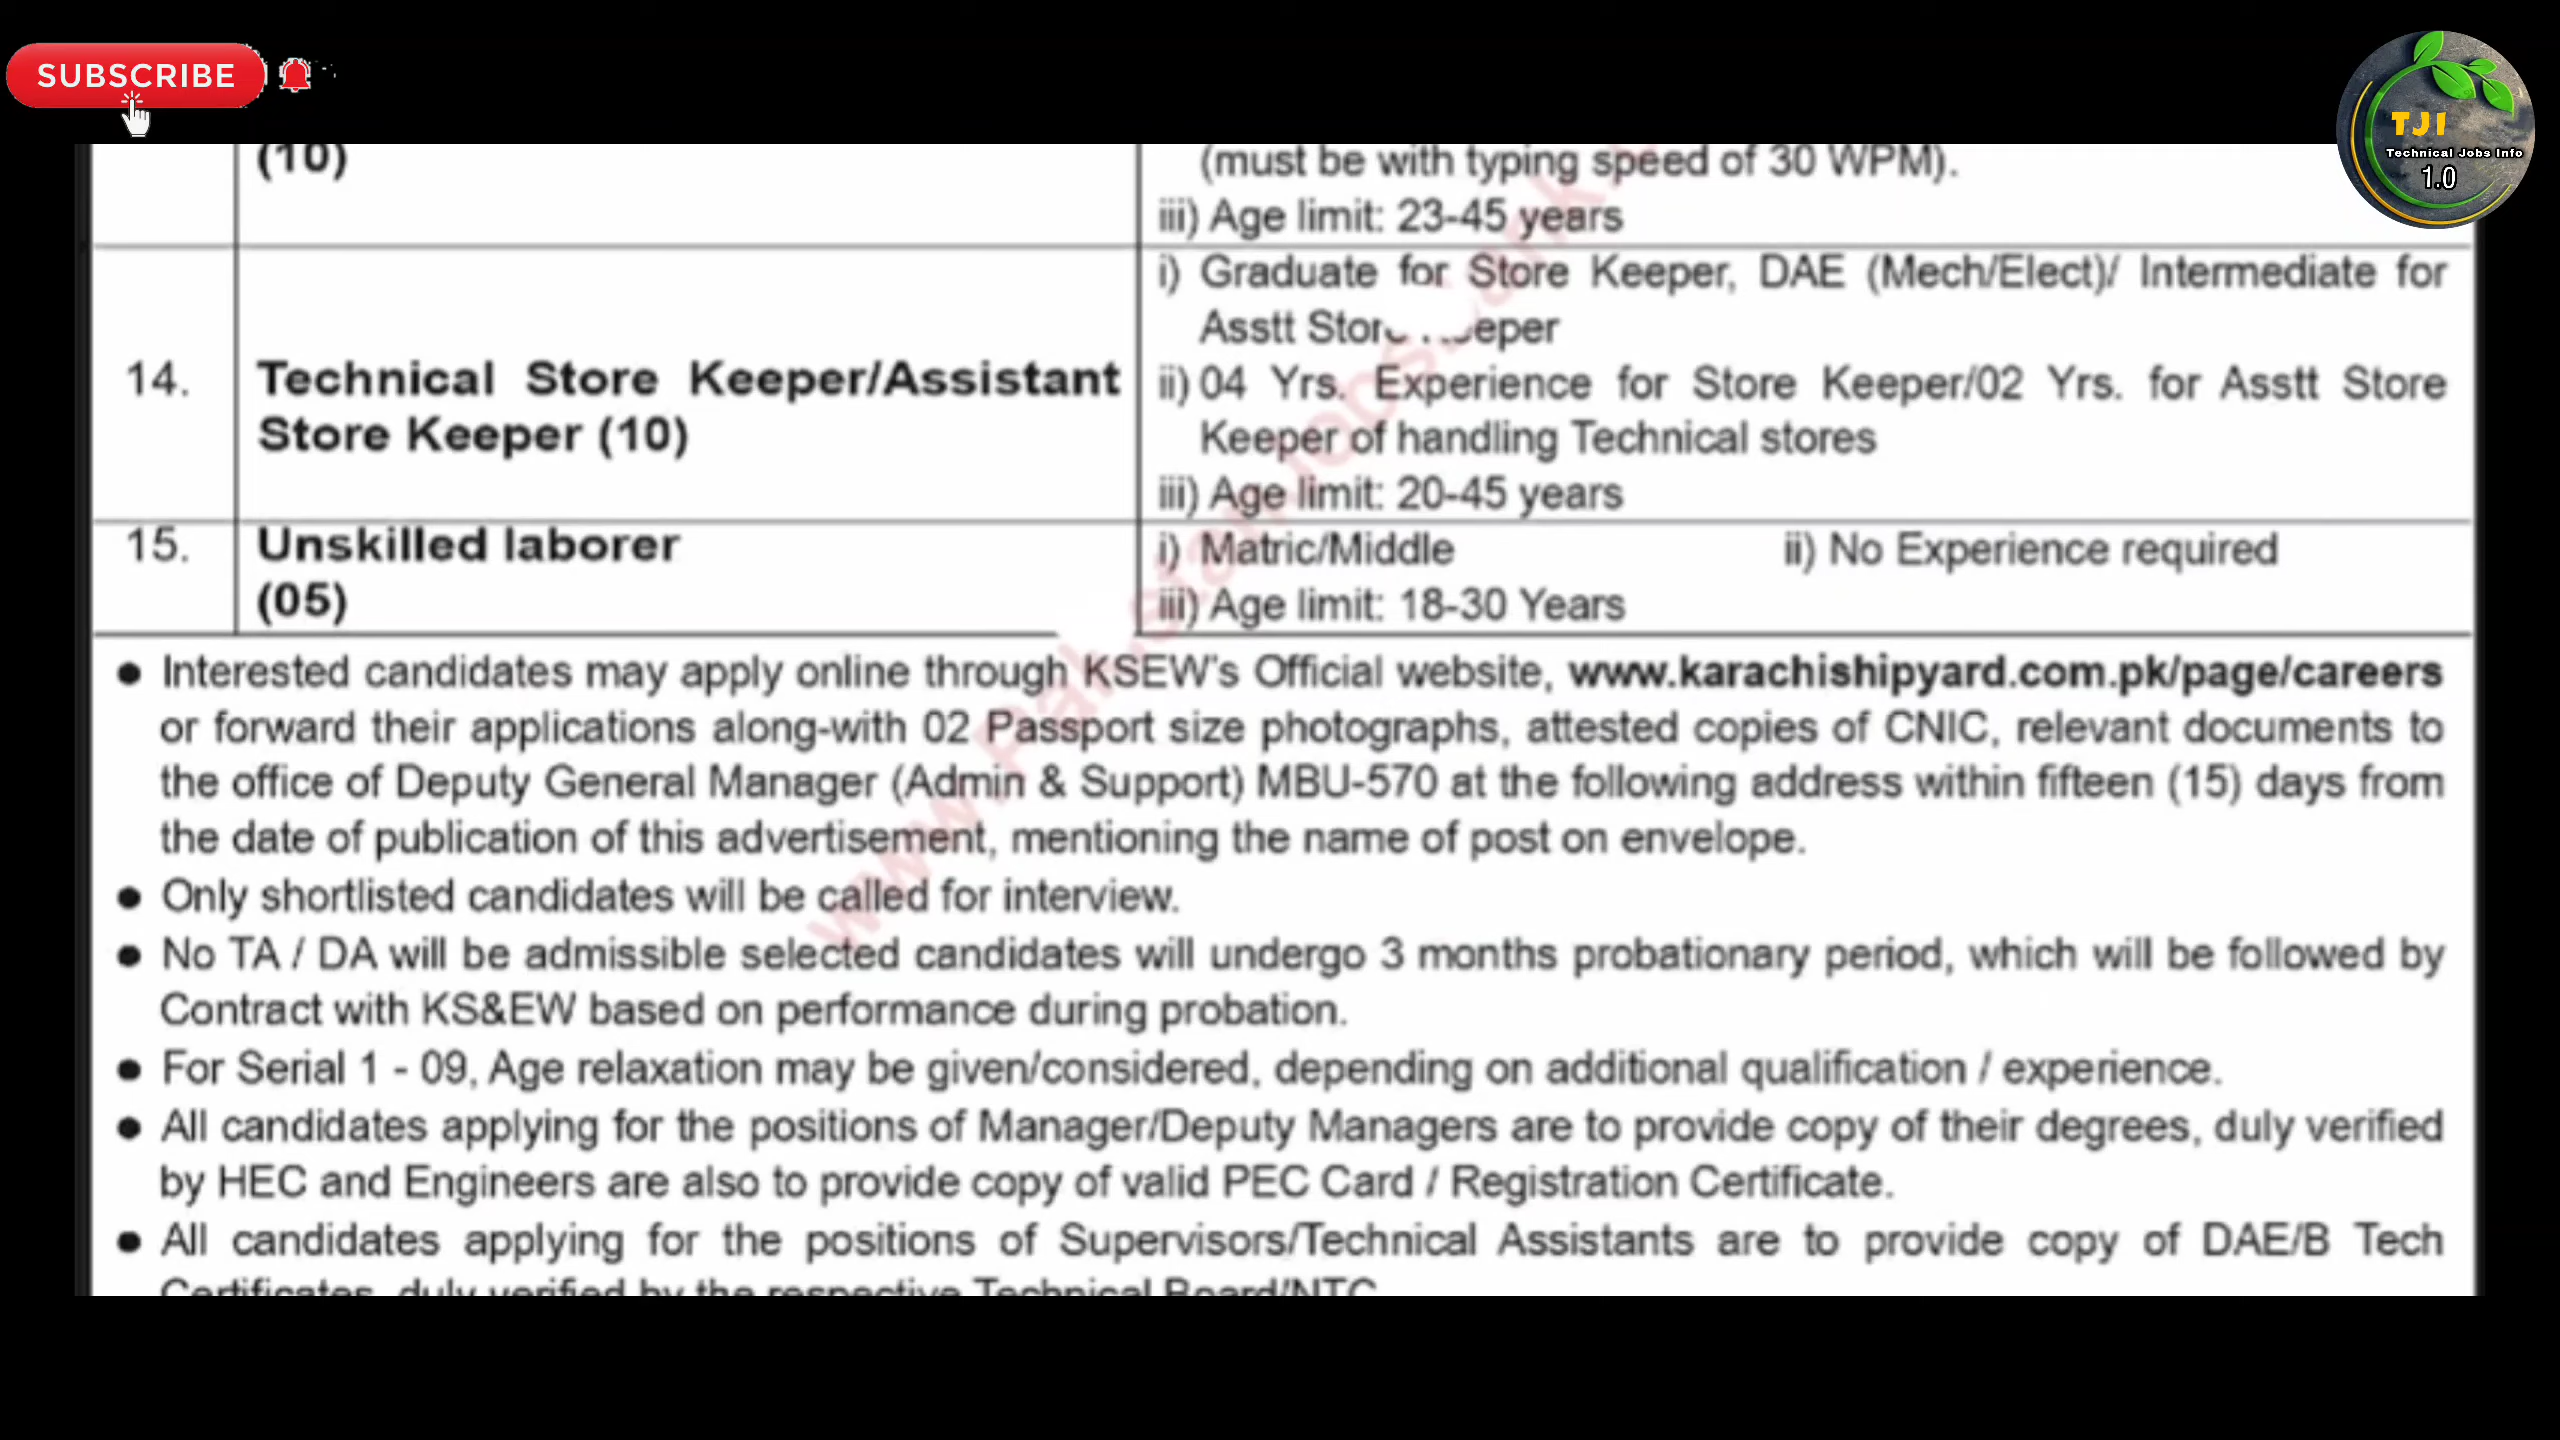 SUBSCRIBE
TJI
Technical Jobs Info
1.0
(10)
(must be with typing speed of 30 WPM).
iii) Age limit: 23-45 years
14.
Technical Store Keeper/Assistant
Store Keeper (10)
i) Graduate for Store Keeper, DAE (Mech/Elect)/ Intermediate for
Asstt Store Keeper
ii) 04 Yrs. Experience for Store Keeper/02 Yrs. for Asstt Store
Keeper of handling Technical stores
iii) Age limit: 20-45 years
15.
Unskilled laborer
(05)
i) Matric/Middle ii) No Experience required
iii) Age limit: 18-30 Years
● Interested candidates may apply online through KSEW's Official website, www.karachishipyard.com.pk/page/careers
or forward their applications along-with 02 Passport size photographs, attested copies of CNIC, relevant documents to
the office of Deputy General Manager (Admin & Support) MBU-570 at the following address within fifteen (15) days from
the date of publication of this advertisement, mentioning the name of post on envelope.
● Only shortlisted candidates will be called for interview.
● No TA / DA will be admissible selected candidates will undergo 3 months probationary period, which will be followed by
Contract with KS&EW based on performance during probation.
● For Serial 1 - 09, Age relaxation may be given/considered, depending on additional qualification / experience.
● All candidates applying for the positions of Manager/Deputy Managers are to provide copy of their degrees, duly verified
by HEC and Engineers are also to provide copy of valid PEC Card / Registration Certificate.
● All candidates applying for the positions of Supervisors/Technical Assistants are to provide copy of DAE/B Tech
Certificates, duly verified by the respective Technical Board/NTC